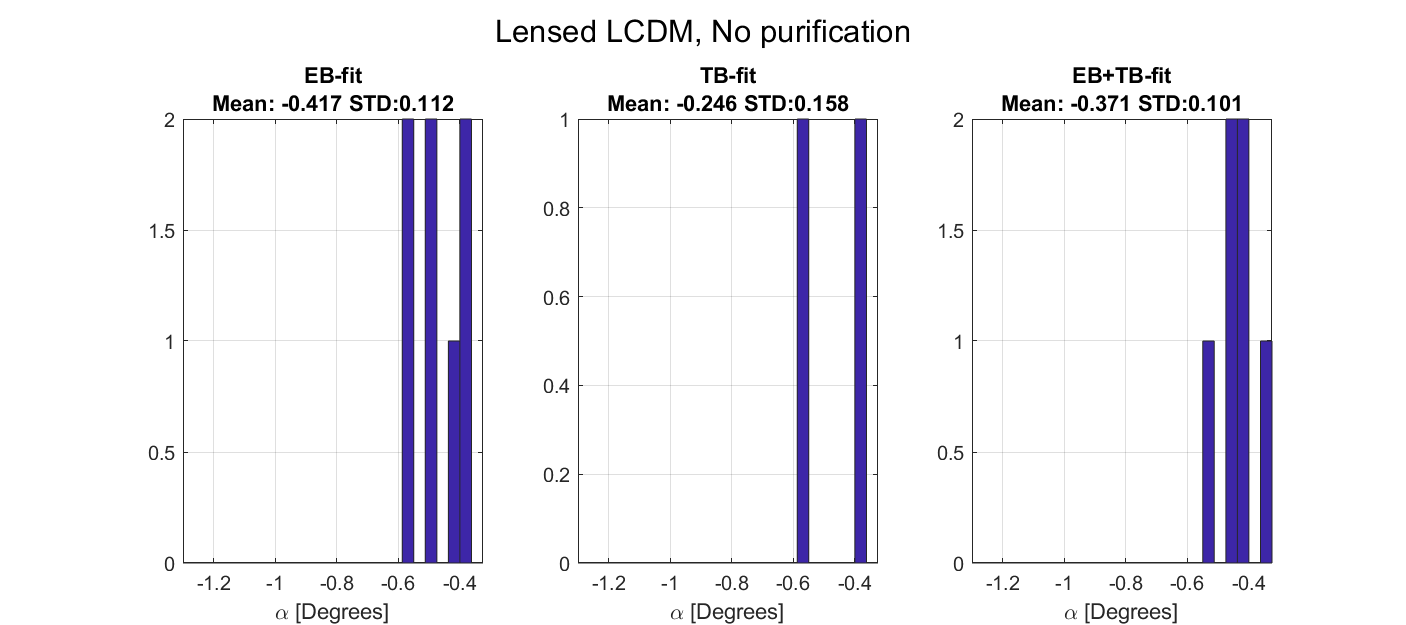 Lensed LCDM, No purification
EB-fit
Mean: -0.417 STD:0.112
2
1.5
1
0.5
0
-1.2 -1 -0.8 -0.6 -0.4
α [Degrees]
TB-fit
Mean: -0.246 STD:0.158
1
0.8
0.6
0.4
0.2
0
-1.2 -1 -0.8 -0.6 -0.4
α [Degrees]
EB+TB-fit
Mean: -0.371 STD:0.101
2
1.5
1
0.5
0
-1.2 -1 -0.8 -0.6 -0.4
α [Degrees]